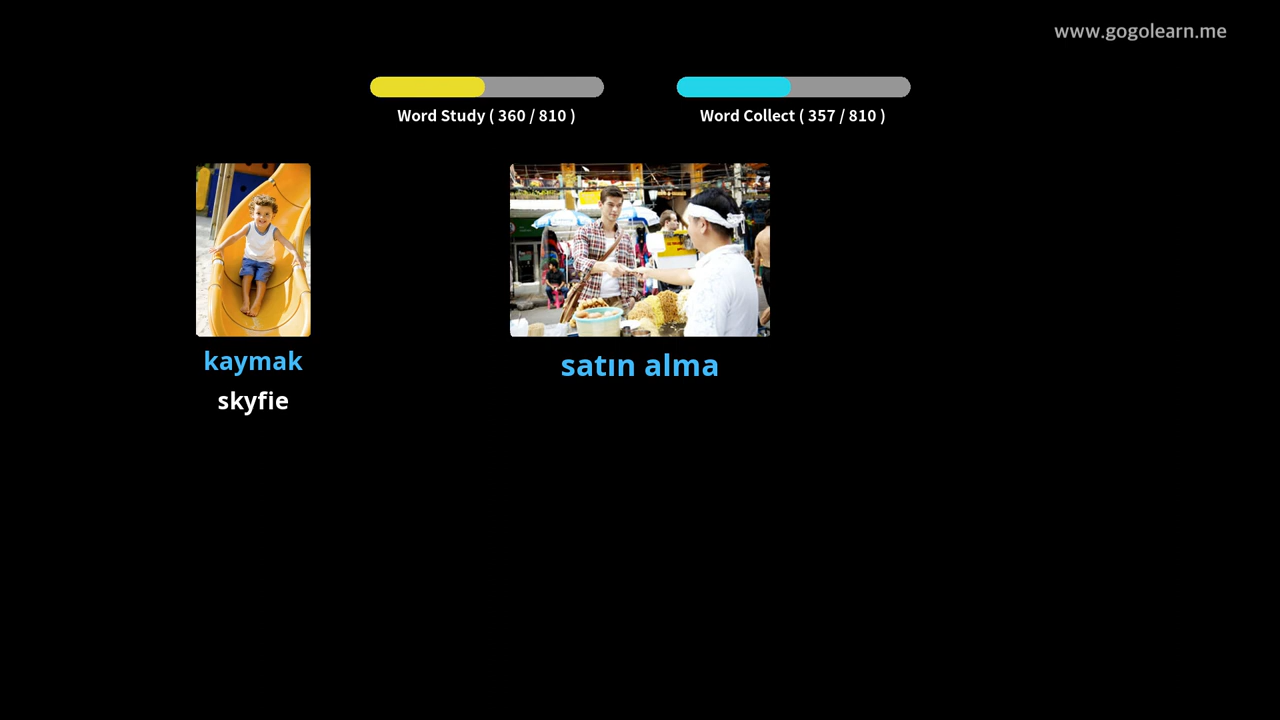 www.gogolearn.me
Word Study ( 360 / 810 )
Word Collect ( 357 / 810 )
kaymak
skyfie
satın alma